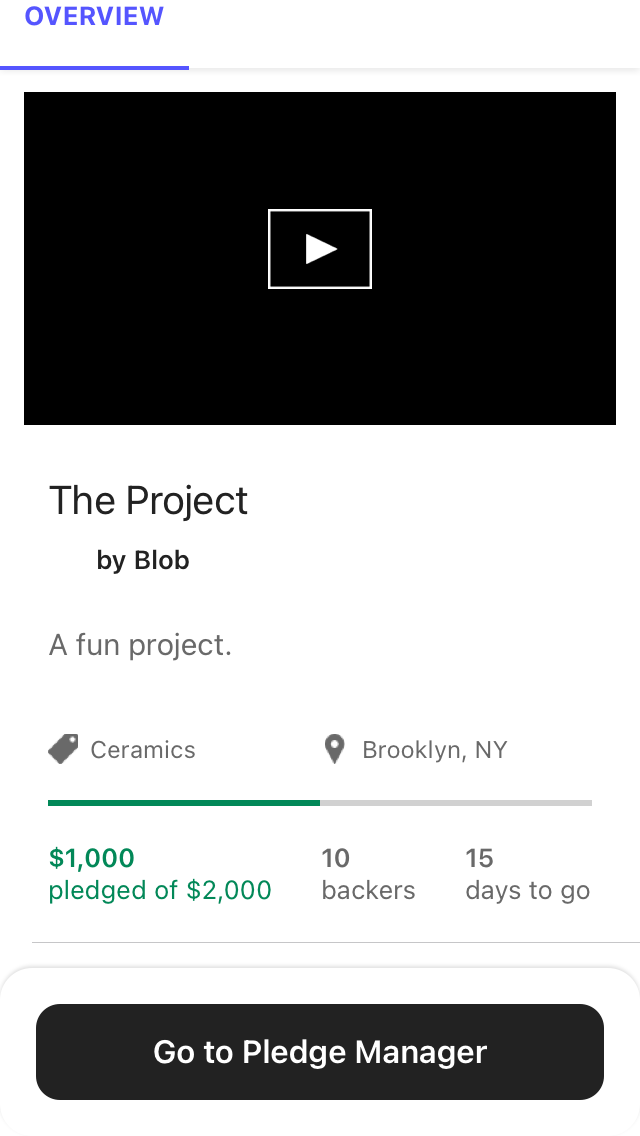 OVERVIEW
The Project
by Blob
A fun project.
Ceramics
Brooklyn, NY
$1,000
pledged of $2,000
10
backers
15
days to go
Go to Pledge Manager